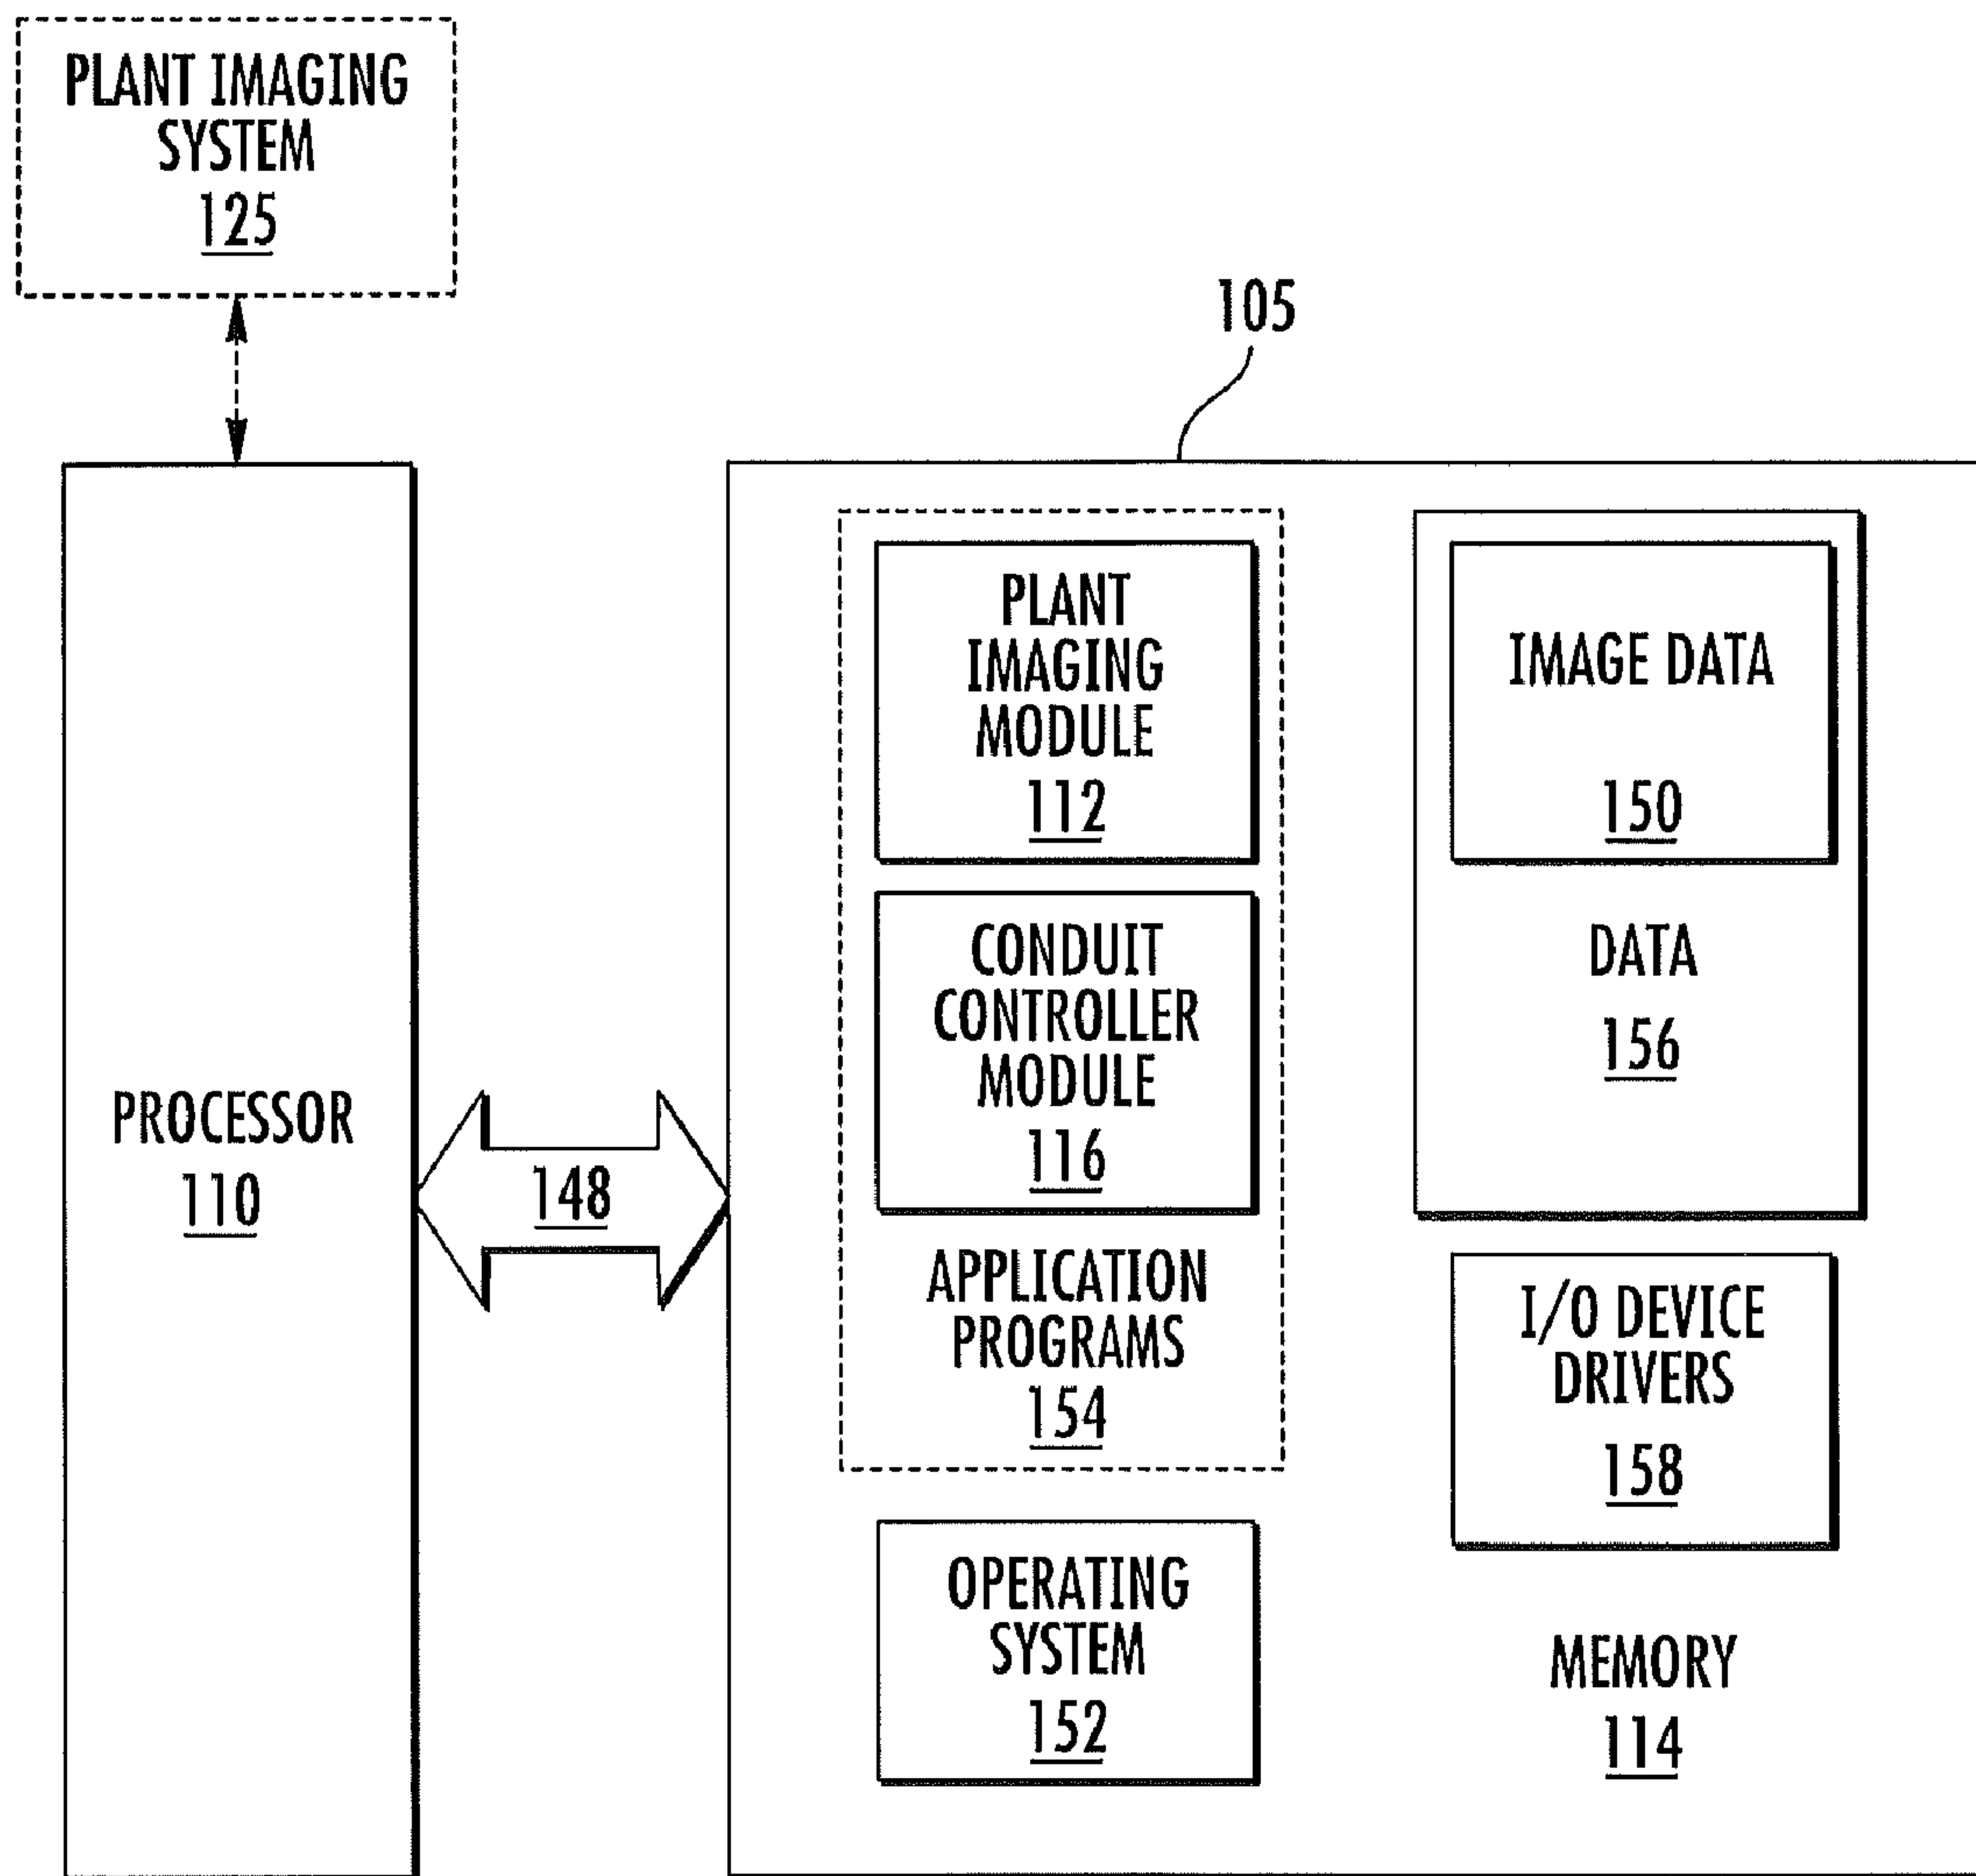 PLANT IMAGING
SYSTEM
125
105
PROCESSOR
110
148
PLANT
IMAGING
MODULE
112
CONDUIT
CONTROLLER
MODULE
116
APPLICATION
PROGRAMS
154
OPERATING
SYSTEM
152
IMAGE DATA
150
DATA
156
I/O DEVICE
DRIVERS
158
MEMORY
114